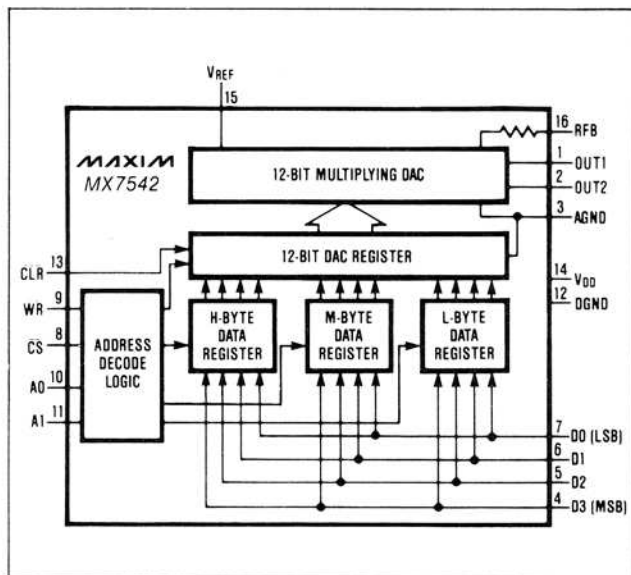 VREF
15
16 RFB
MAXIM
MX7542
12-BIT MULTIPLYING DAC
1 OUT1
2 OUT2
3 AGND
12-BIT DAC REGISTER
CLR 13
14 VDD
WR 9
12 DGND
CS 8
ADDRESS
DECODE
LOGIC
H-BYTE
DATA
REGISTER
M-BYTE
DATA
REGISTER
L-BYTE
DATA
REGISTER
A0 10
A1 11
7 D0 (LSB)
6 D1
5 D2
4 D3 (MSB)